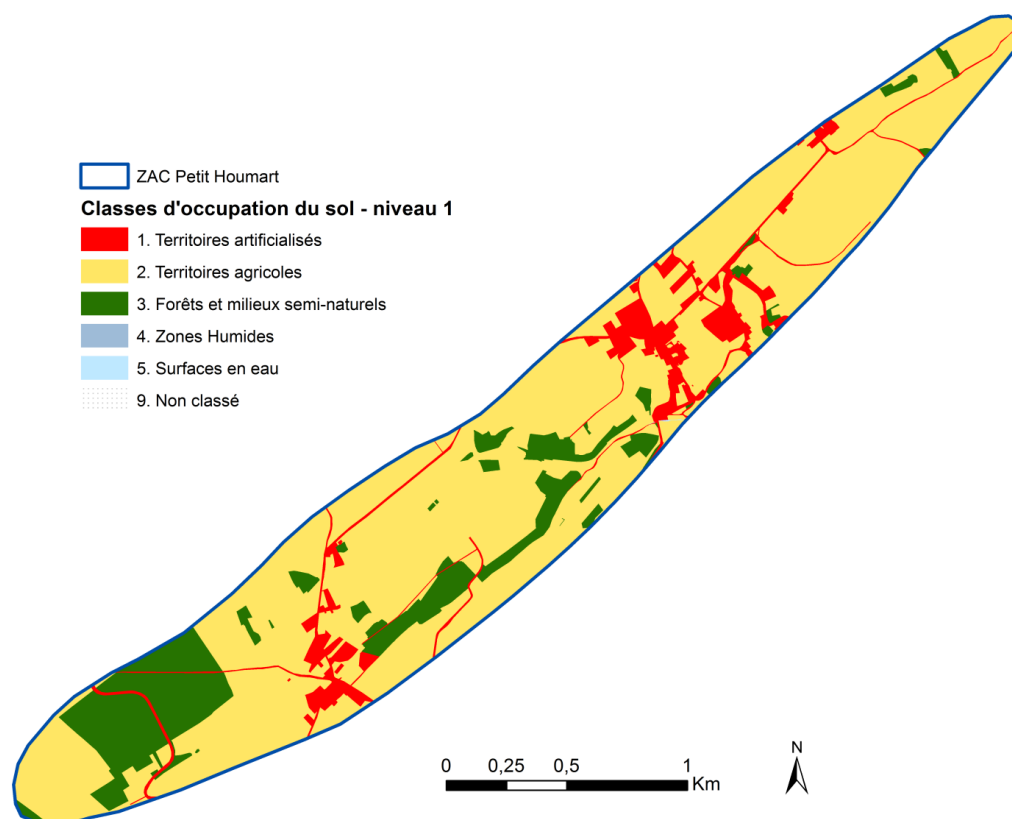 ZAC Petit Houmart
Classes d'occupation du sol - niveau 1
1. Territoires artificialisés
2. Territoires agricoles
3. Forêts et milieux semi-naturels
4. Zones Humides
5. Surfaces en eau
9. Non classé
0 0,25 0,5 1
Km
N